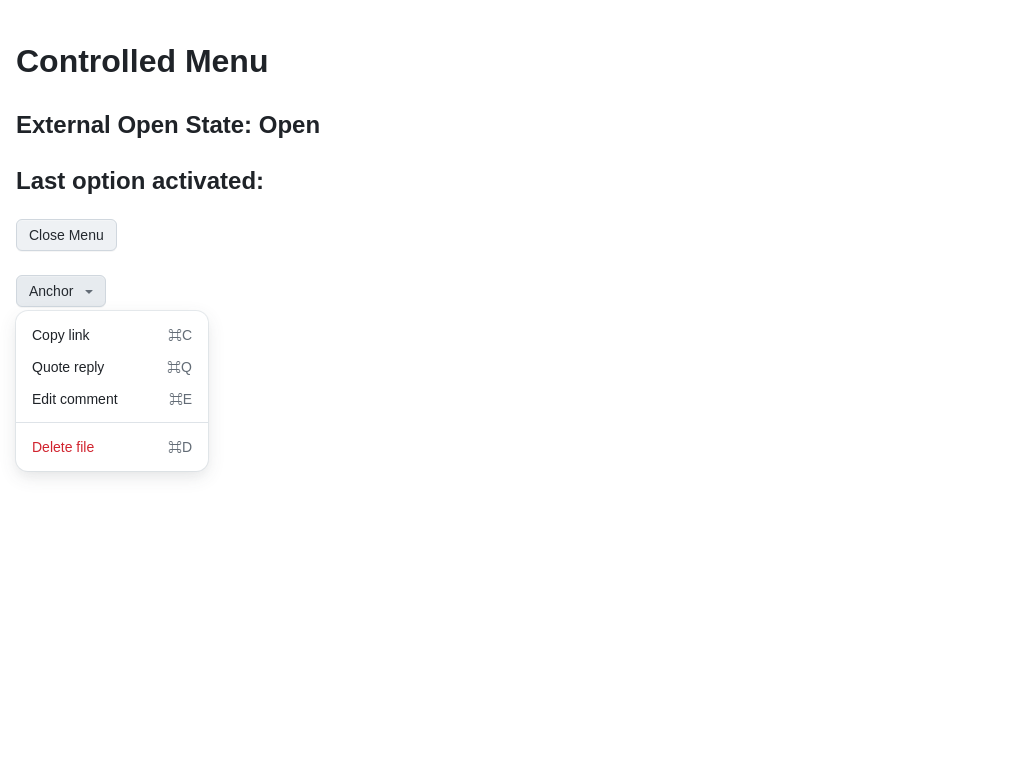 Controlled Menu
External Open State: Open
Last option activated:
Close Menu
Anchor
Copy link ⌘C
Quote reply ⌘Q
Edit comment ⌘E
Delete file ⌘D